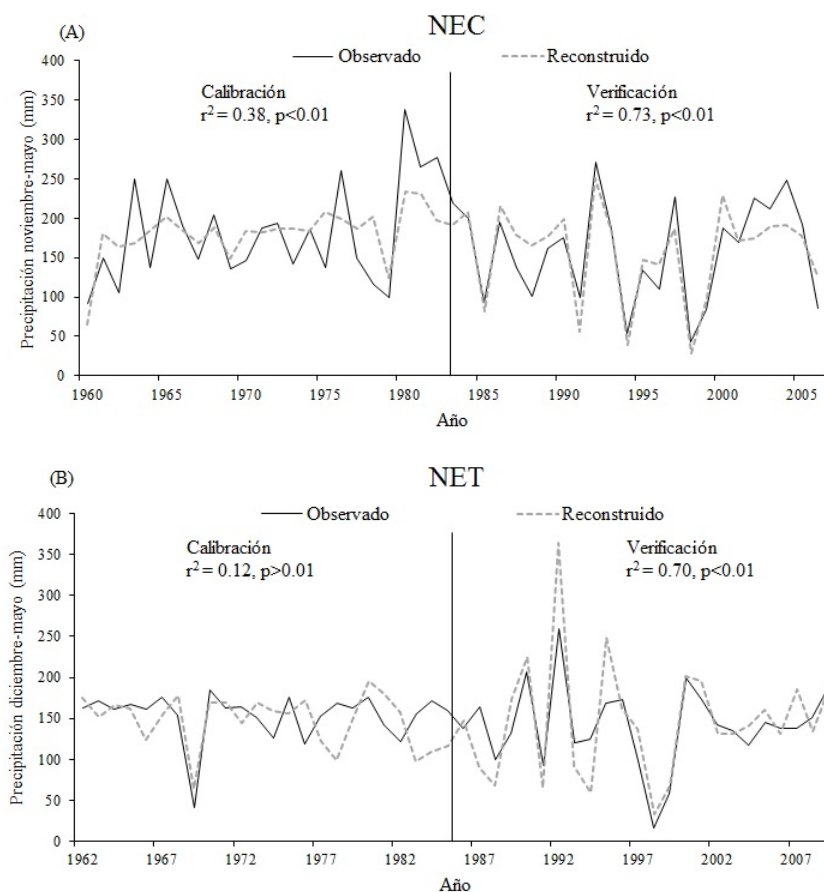 (A)
NEC
Observado
Reconstruido
Calibración
r² = 0.38, p<0.01
Verificación
r² = 0.73, p<0.01
Precipitación noviembre-mayo (mm)
400
350
300
250
200
150
100
50
0
1960 1965 1970 1975 1980 1985 1990 1995 2000 2005
Año
(B)
NET
Observado
Reconstruido
Calibración
r² = 0.12, p>0.01
Verificación
r² = 0.70, p<0.01
Precipitación diciembre-mayo (mm)
400
350
300
250
200
150
100
50
0
1962 1967 1972 1977 1982 1987 1992 1997 2002 2007
Año